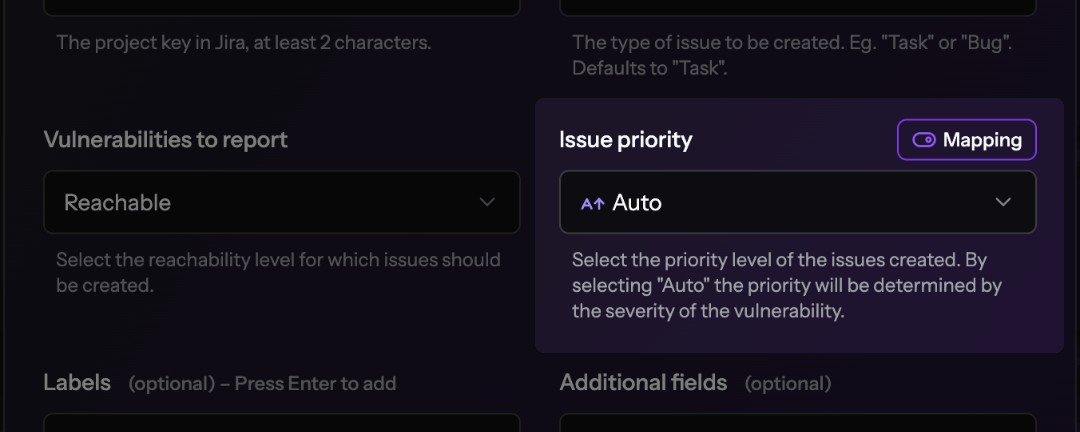 The project key in Jira, at least 2 characters.
The type of issue to be created. Eg. "Task" or "Bug".
Defaults to "Task".
Vulnerabilities to report
Reachable
Select the reachability level for which issues should
be created.
Issue priority
Mapping
A↑ Auto
Select the priority level of the issues created. By
selecting "Auto" the priority will be determined by
the severity of the vulnerability.
Labels (optional) – Press Enter to add
Additional fields (optional)